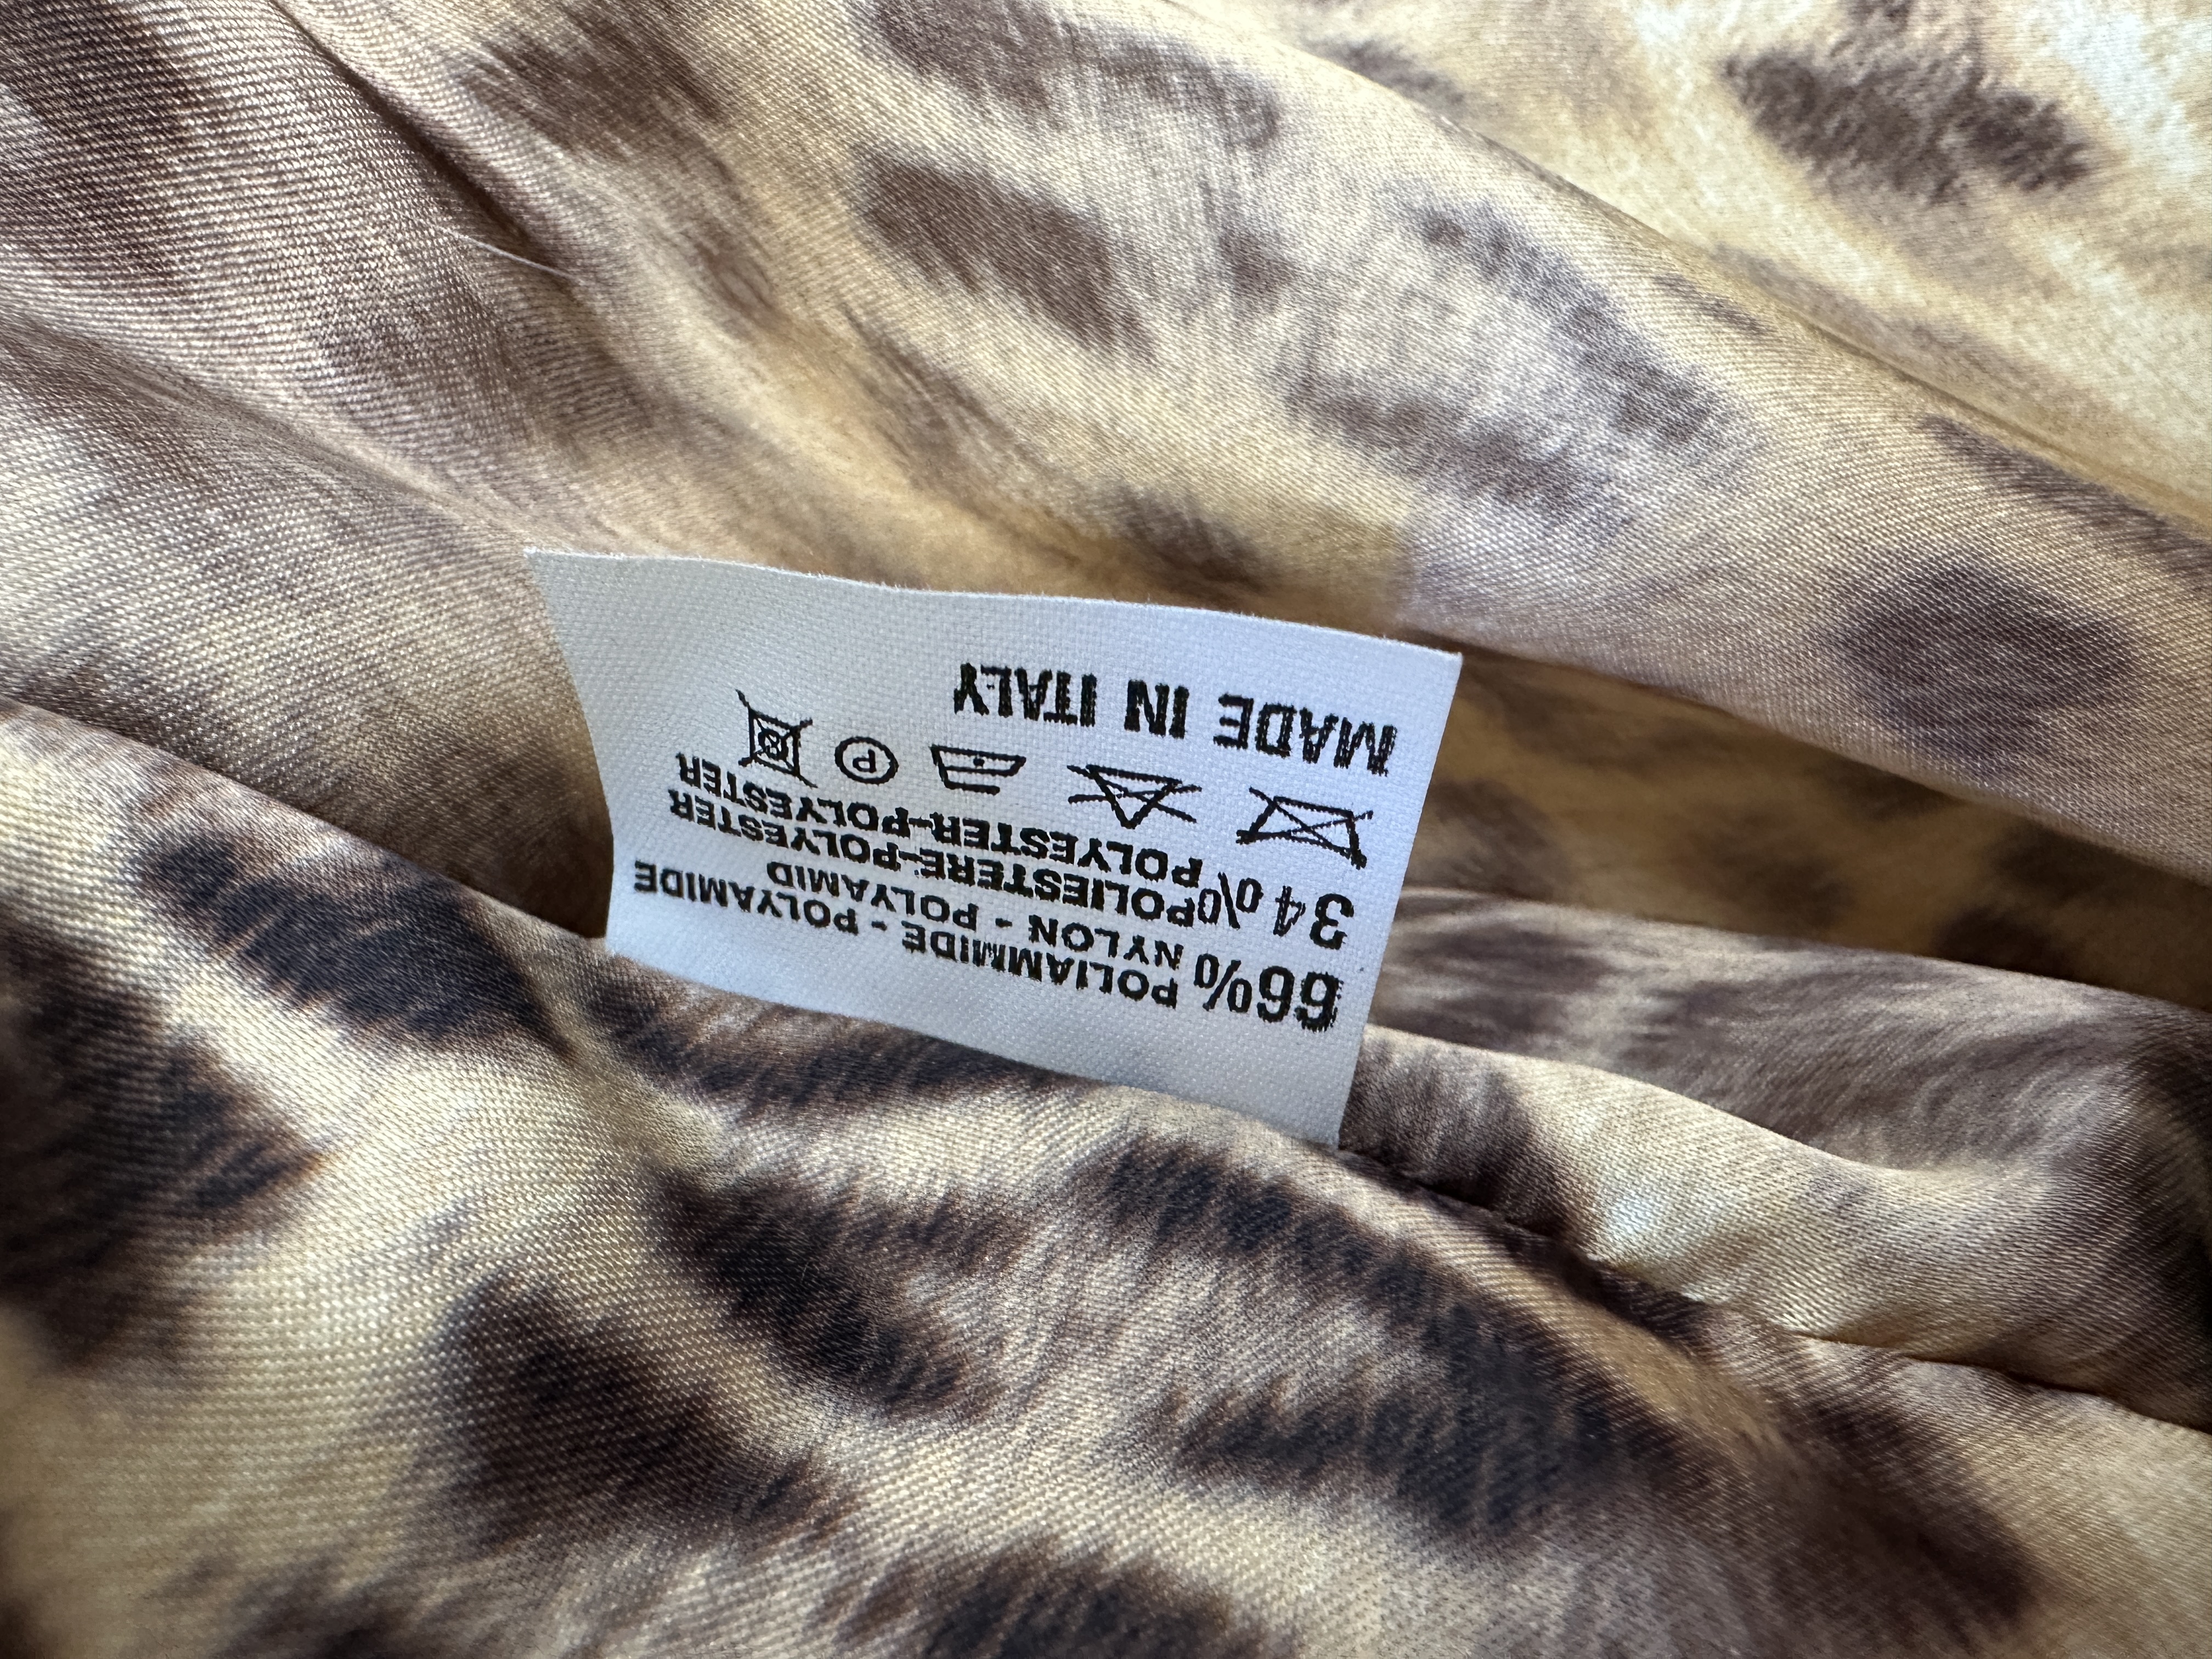 66% POLIAMMIDE - POLYAMIDE
NYLON - POLYAMID
34% POLIESTERE-POLYESTER
POLYESTER-POLYESTER
P
MADE IN ITALY